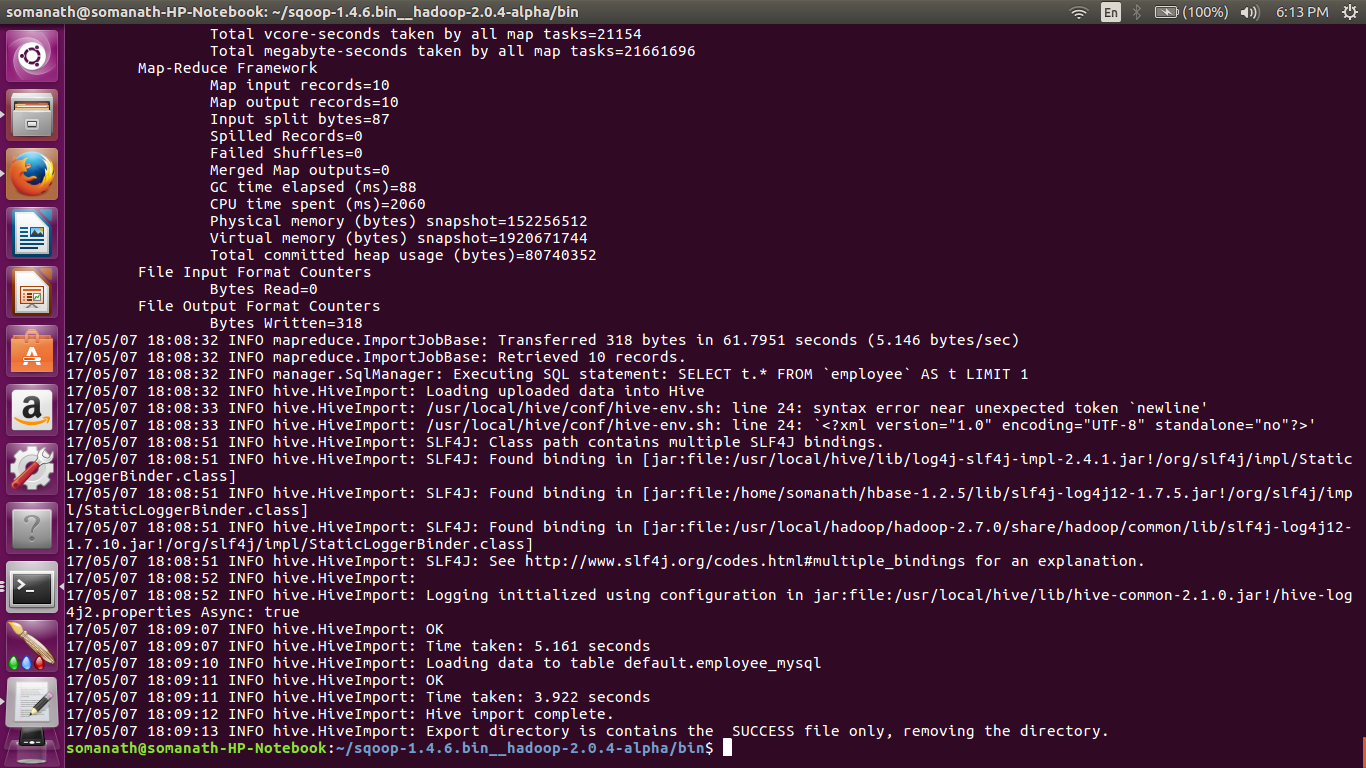 somanath@somanath-HP-Notebook: ~/sqoop-1.4.6.bin__hadoop-2.0.4-alpha/bin
En
(100%)
6:13 PM
Total vcore-seconds taken by all map tasks=21154
Total megabyte-seconds taken by all map tasks=21661696
Map-Reduce Framework
Map input records=10
Map output records=10
Input split bytes=87
Spilled Records=0
Failed Shuffles=0
Merged Map outputs=0
GC time elapsed (ms)=88
CPU time spent (ms)=2060
Physical memory (bytes) snapshot=152256512
Virtual memory (bytes) snapshot=1920671744
Total committed heap usage (bytes)=80740352
File Input Format Counters
Bytes Read=0
File Output Format Counters
Bytes Written=318
17/05/07 18:08:32 INFO mapreduce.ImportJobBase: Transferred 318 bytes in 61.7951 seconds (5.146 bytes/sec)
17/05/07 18:08:32 INFO mapreduce.ImportJobBase: Retrieved 10 records.
17/05/07 18:08:32 INFO manager.SqlManager: Executing SQL statement: SELECT t.* FROM `employee` AS t LIMIT 1
17/05/07 18:08:32 INFO hive.HiveImport: Loading uploaded data into Hive
17/05/07 18:08:33 INFO hive.HiveImport: /usr/local/hive/conf/hive-env.sh: line 24: syntax error near unexpected token `newline'
17/05/07 18:08:33 INFO hive.HiveImport: /usr/local/hive/conf/hive-env.sh: line 24: `<?xml version="1.0" encoding="UTF-8" standalone="no"?>'
17/05/07 18:08:51 INFO hive.HiveImport: SLF4J: Class path contains multiple SLF4J bindings.
17/05/07 18:08:51 INFO hive.HiveImport: SLF4J: Found binding in [jar:file:/usr/local/hive/lib/log4j-slf4j-impl-2.4.1.jar!/org/slf4j/impl/Static
LoggerBinder.class]
17/05/07 18:08:51 INFO hive.HiveImport: SLF4J: Found binding in [jar:file:/home/somanath/hbase-1.2.5/lib/slf4j-log4j12-1.7.5.jar!/org/slf4j/imp
l/StaticLoggerBinder.class]
17/05/07 18:08:51 INFO hive.HiveImport: SLF4J: Found binding in [jar:file:/usr/local/hadoop/hadoop-2.7.0/share/hadoop/common/lib/slf4j-log4j12-
1.7.10.jar!/org/slf4j/impl/StaticLoggerBinder.class]
17/05/07 18:08:51 INFO hive.HiveImport: SLF4J: See http://www.slf4j.org/codes.html#multiple_bindings for an explanation.
17/05/07 18:08:52 INFO hive.HiveImport:
17/05/07 18:08:52 INFO hive.HiveImport: Logging initialized using configuration in jar:file:/usr/local/hive/lib/hive-common-2.1.0.jar!/hive-log
4j2.properties Async: true
17/05/07 18:09:07 INFO hive.HiveImport: OK
17/05/07 18:09:07 INFO hive.HiveImport: Time taken: 5.161 seconds
17/05/07 18:09:10 INFO hive.HiveImport: Loading data to table default.employee_mysql
17/05/07 18:09:11 INFO hive.HiveImport: OK
17/05/07 18:09:11 INFO hive.HiveImport: Time taken: 3.922 seconds
17/05/07 18:09:12 INFO hive.HiveImport: Hive import complete.
17/05/07 18:09:13 INFO hive.HiveImport: Export directory is contains the _SUCCESS file only, removing the directory.
somanath@somanath-HP-Notebook:~/sqoop-1.4.6.bin__hadoop-2.0.4-alpha/bin$